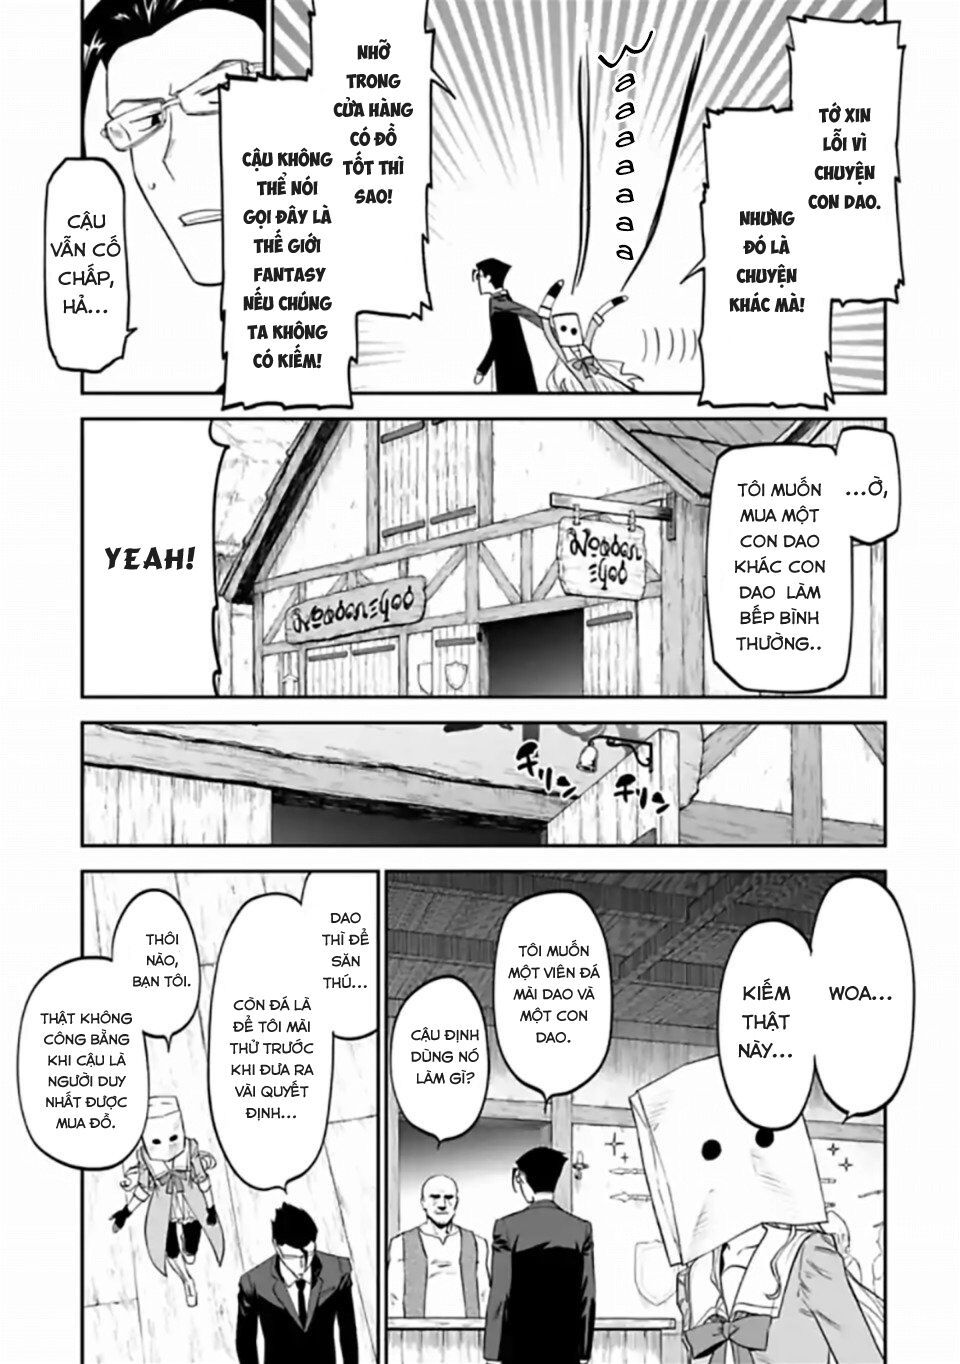 TỚ XIN
LỖI VÌ
CHUYỆN
CON DAO.
NHƯNG
ĐÓ LÀ
CHUYỆN
KHÁC MÀ!
Waaaaaaa
NHỠ
TRONG
CỬA HÀNG
CÓ ĐỒ
TỐT THÌ
SAO!
CẬU KHÔNG
THỂ NÓI
GỌI ĐÂY LÀ
THẾ GIỚI
FANTASY
NẾU CHÚNG
TA KHÔNG
CÓ KIẾM!
CẬU
VẪN CỐ
CHẤP,
HẢ...
...Ờ,
TÔI MUỐN
MUA MỘT
CON DAO
KHÁC CON
DAO LÀM
BẾP BÌNH
THƯỜNG..
YEAH!
チリン
チリン
WOA...
KIẾM
THẬT
NÀY...
TÔI MUỐN
MỘT VIÊN ĐÁ
MÀI DAO VÀ
MỘT CON
DAO.
CẬU ĐỊNH
DÙNG NÓ
LÀM GÌ?
DAO
THÌ ĐỂ
SĂN
THÚ...
CÒN ĐÁ LÀ
ĐỂ TÔI MÀI
THỬ TRƯỚC
KHI ĐƯA RA
VÀI QUYẾT
ĐỊNH...
THÔI
NÀO,
BẠN TÔI.
THẬT KHÔNG
CÔNG BẰNG
KHI CẬU LÀ
NGƯỜI DUY
NHẤT ĐƯỢC
MUA ĐỒ.